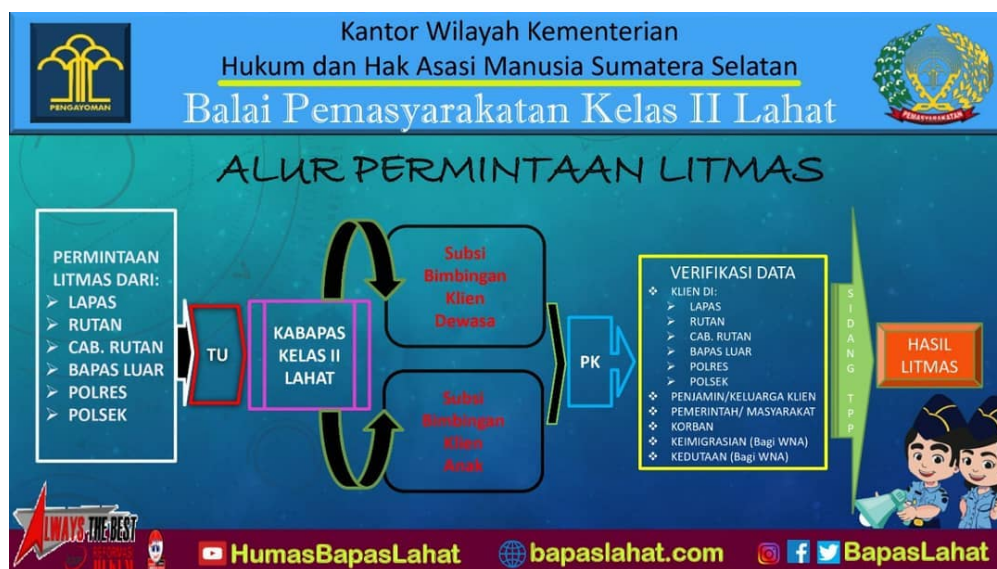 Kantor Wilayah Kementerian
Hukum dan Hak Asasi Manusia Sumatera Selatan
Balai Pemasyarakatan Kelas II Lahat
PENGAYOMAN
PEMASYARAKATAN
ALUR PERMINTAAN LITMAS
PERMINTAAN
LITMAS DARI:
LAPAS
RUTAN
CAB. RUTAN
BAPAS LUAR
POLRES
POLSEK
TU
KABAPAS
KELAS II
LAHAT
Subsi
Bimbingan
Klien
Dewasa
Subsi
Bimbingan
Klien
Anak
PK
VERIFIKASI DATA
KLIEN DI:
LAPAS
RUTAN
CAB. RUTAN
BAPAS LUAR
POLRES
POLSEK
PENJAMIN/KELUARGA KLIEN
PEMERINTAH/ MASYARAKAT
KORBAN
KEIMIGRASIAN (Bagi WNA)
KEDUTAAN (Bagi WNA)
SIDANG TPP
HASIL
LITMAS
ALWAYS THE BEST
REFORMASI
HUKUM
HumasBapasLahat
bapaslahat.com
BapasLahat